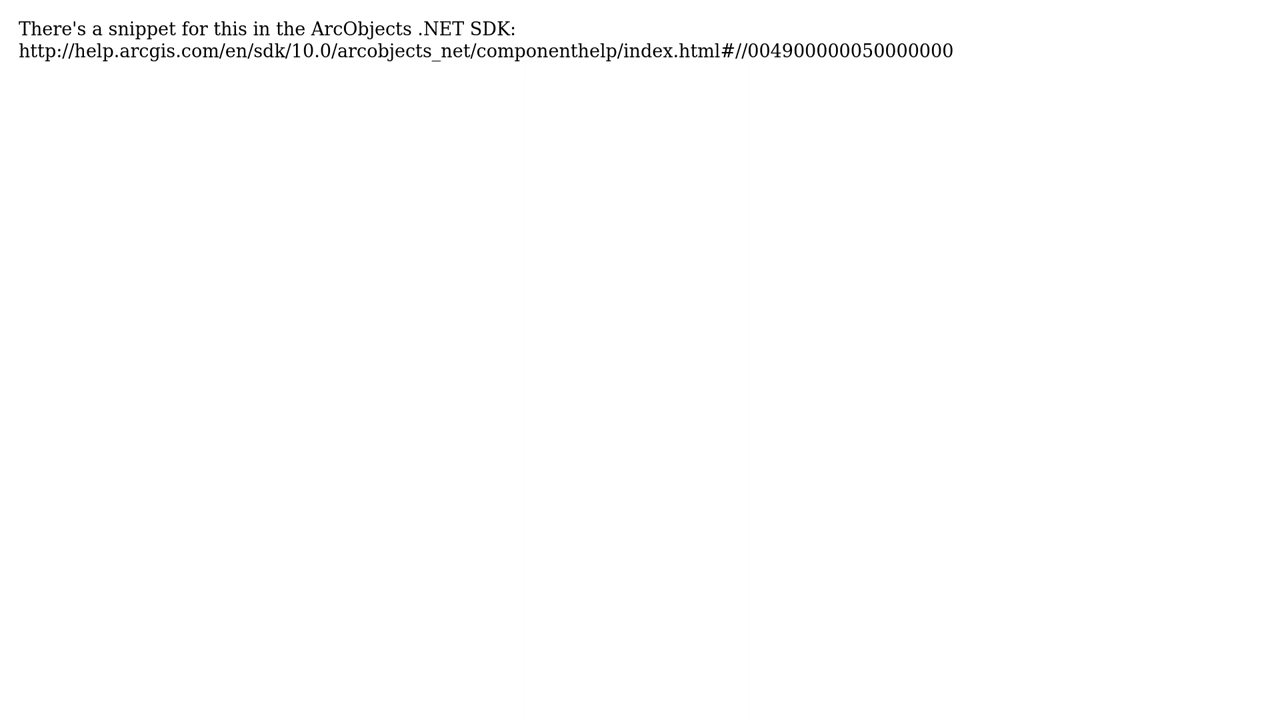 There's a snippet for this in the ArcObjects .NET SDK:
http://help.arcgis.com/en/sdk/10.0/arcobjects_net/componenthelp/index.html#//004900000050000000